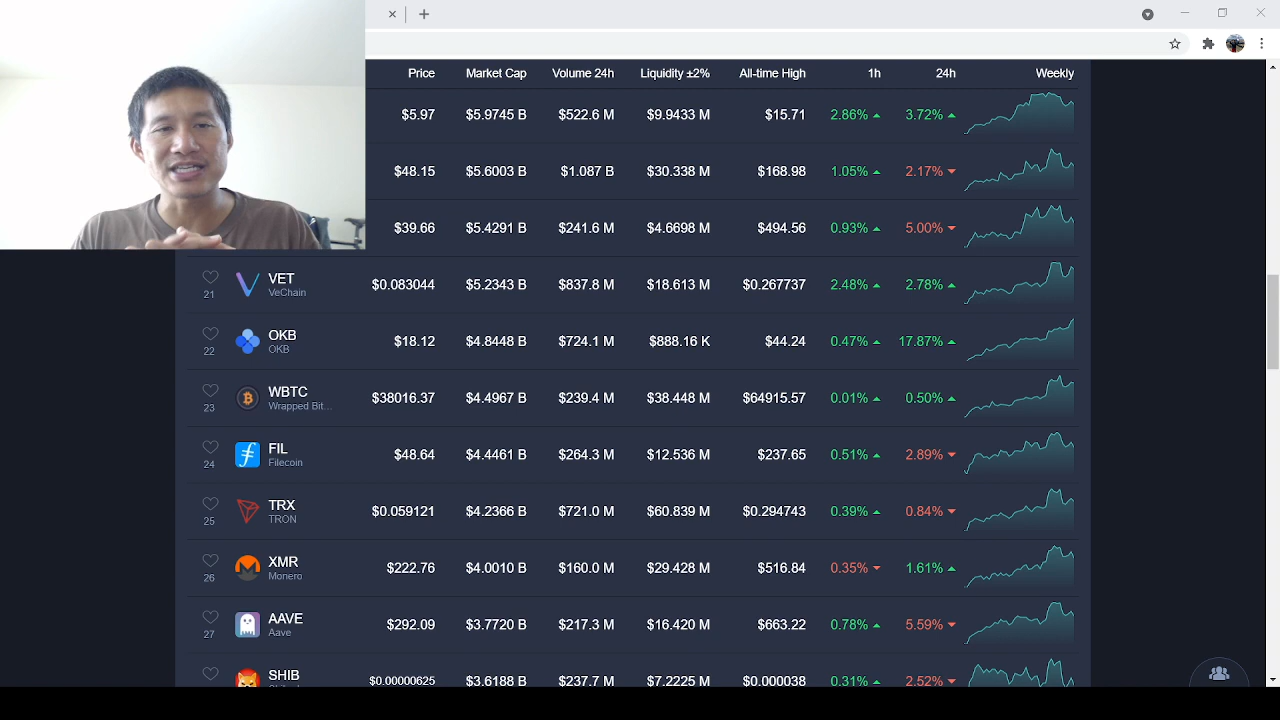 Price Market Cap Volume 24h Liquidity ±2% All-time High 1h 24h Weekly
$5.97 $5.9745 B $522.6 M $9.9433 M $15.71 2.86% 3.72%
$48.15 $5.6003 B $1.087 B $30.338 M $168.98 1.05% 2.17%
$39.66 $5.4291 B $241.6 M $4.6698 M $494.56 0.93% 5.00%
21 VET $0.083044 $5.2343 B $837.8 M $18.613 M $0.267737 2.48% 2.78%
VeChain
22 OKB $18.12 $4.8448 B $724.1 M $888.16 K $44.24 0.47% 17.87%
OKB
23 WBTC $38016.37 $4.4967 B $239.4 M $38.448 M $64915.57 0.01% 0.50%
Wrapped Bit...
24 FIL $48.64 $4.4461 B $264.3 M $12.536 M $237.65 0.51% 2.89%
Filecoin
25 TRX $0.059121 $4.2366 B $721.0 M $60.839 M $0.294743 0.39% 0.84%
TRON
26 XMR $222.76 $4.0010 B $160.0 M $29.428 M $516.84 0.35% 1.61%
Monero
27 AAVE $292.09 $3.7720 B $217.3 M $16.420 M $663.22 0.78% 5.59%
Aave
SHIB $0.00000625 $3.6188 B $237.7 M $7.2225 M $0.000038 0.31% 2.52%